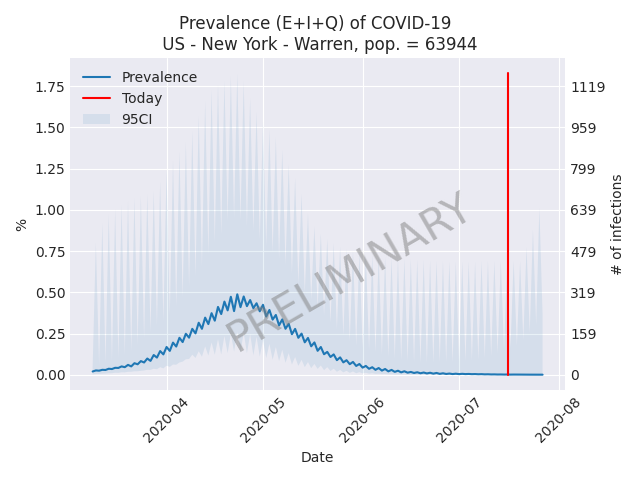 Prevalence (E+I+Q) of COVID-19
US - New York - Warren, pop. = 63944
Prevalence
Today
95CI
1.75
1.50
1.25
1.00
0.75
0.50
0.25
0.00
%
1119
959
799
639
479
319
159
0
# of infections
PRELIMINARY
2020-04
2020-05
2020-06
2020-07
2020-08
Date